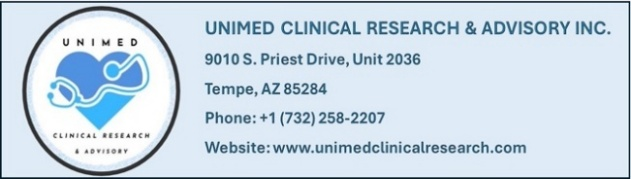 UNIMED
CLINICAL RESEARCH
& ADVISORY
UNIMED CLINICAL RESEARCH & ADVISORY INC.
9010 S. Priest Drive, Unit 2036
Tempe, AZ 85284
Phone: +1 (732) 258-2207
Website: www.unimedclinicalresearch.com